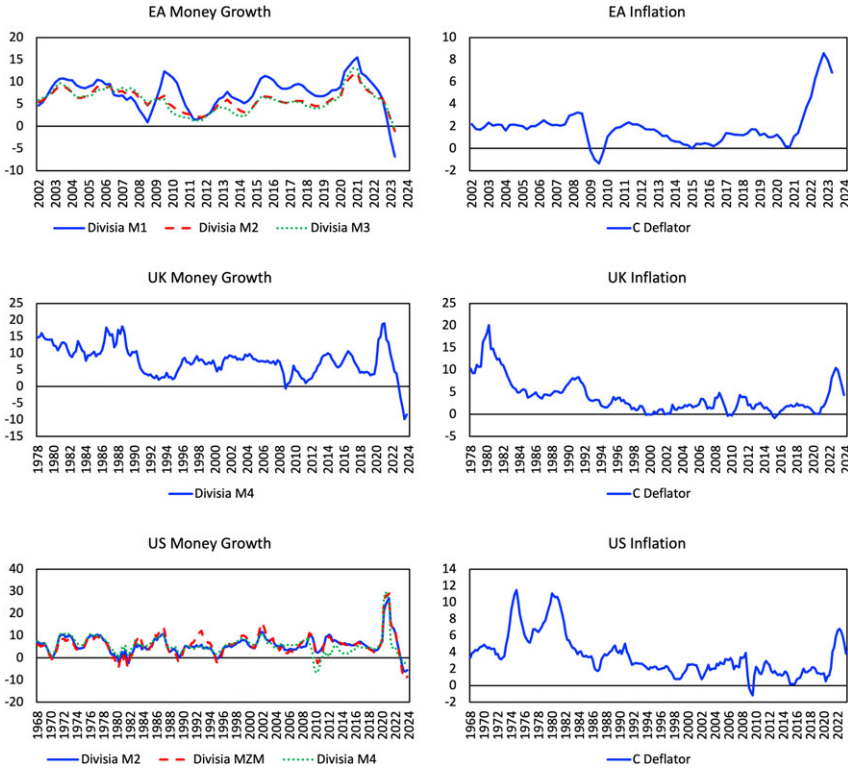 EA Money Growth
20
15
10
5
0
-5
-10
2002 2003 2004 2005 2006 2007 2008 2009 2010 2011 2012 2013 2014 2015 2016 2017 2018 2019 2020 2021 2022 2023 2024
Divisia M1 Divisia M2 Divisia M3
EA Inflation
10
8
6
4
2
0
-2
2002 2003 2004 2005 2006 2007 2008 2009 2010 2011 2012 2013 2014 2015 2016 2017 2018 2019 2020 2021 2022 2023 2024
C Deflator
UK Money Growth
25
20
15
10
5
0
-5
-10
-15
1978 1980 1982 1984 1986 1988 1990 1992 1994 1996 1998 2000 2002 2004 2006 2008 2010 2012 2014 2016 2018 2020 2022 2024
Divisia M4
UK Inflation
25
20
15
10
5
0
-5
1978 1980 1982 1984 1986 1988 1990 1992 1994 1996 1998 2000 2002 2004 2006 2008 2010 2012 2014 2016 2018 2020 2022 2024
C Deflator
US Money Growth
40
30
20
10
0
-10
-20
1968 1970 1972 1974 1976 1978 1980 1982 1984 1986 1988 1990 1992 1994 1996 1998 2000 2002 2004 2006 2008 2010 2012 2014 2016 2018 2020 2022 2024
Divisia M2 Divisia MZM Divisia M4
US Inflation
14
12
10
8
6
4
2
0
-2
1968 1970 1972 1974 1976 1978 1980 1982 1984 1986 1988 1990 1992 1994 1996 1998 2000 2002 2004 2006 2008 2010 2012 2014 2016 2018 2020 2022
C Deflator